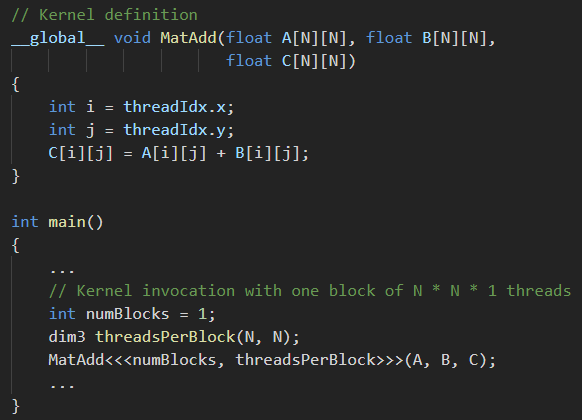 // Kernel definition
__global__ void MatAdd(float A[N][N], float B[N][N],
                       float C[N][N])
{
    int i = threadIdx.x;
    int j = threadIdx.y;
    C[i][j] = A[i][j] + B[i][j];
}

int main()
{
    ...
    // Kernel invocation with one block of N * N * 1 threads
    int numBlocks = 1;
    dim3 threadsPerBlock(N, N);
    MatAdd<<<numBlocks, threadsPerBlock>>>(A, B, C);
    ...
}